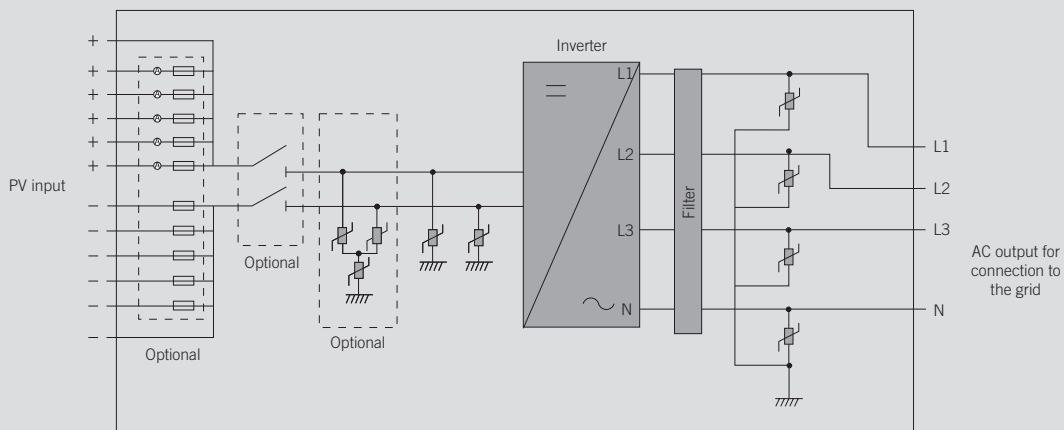 Inverter
+
+
+
+
+
+
PV input
−
−
−
−
−
−
A
A
A
A
A
Optional
Optional
Optional
L1
L2
L3
N
Filter
L1
L2
L3
N
AC output for
connection to
the grid